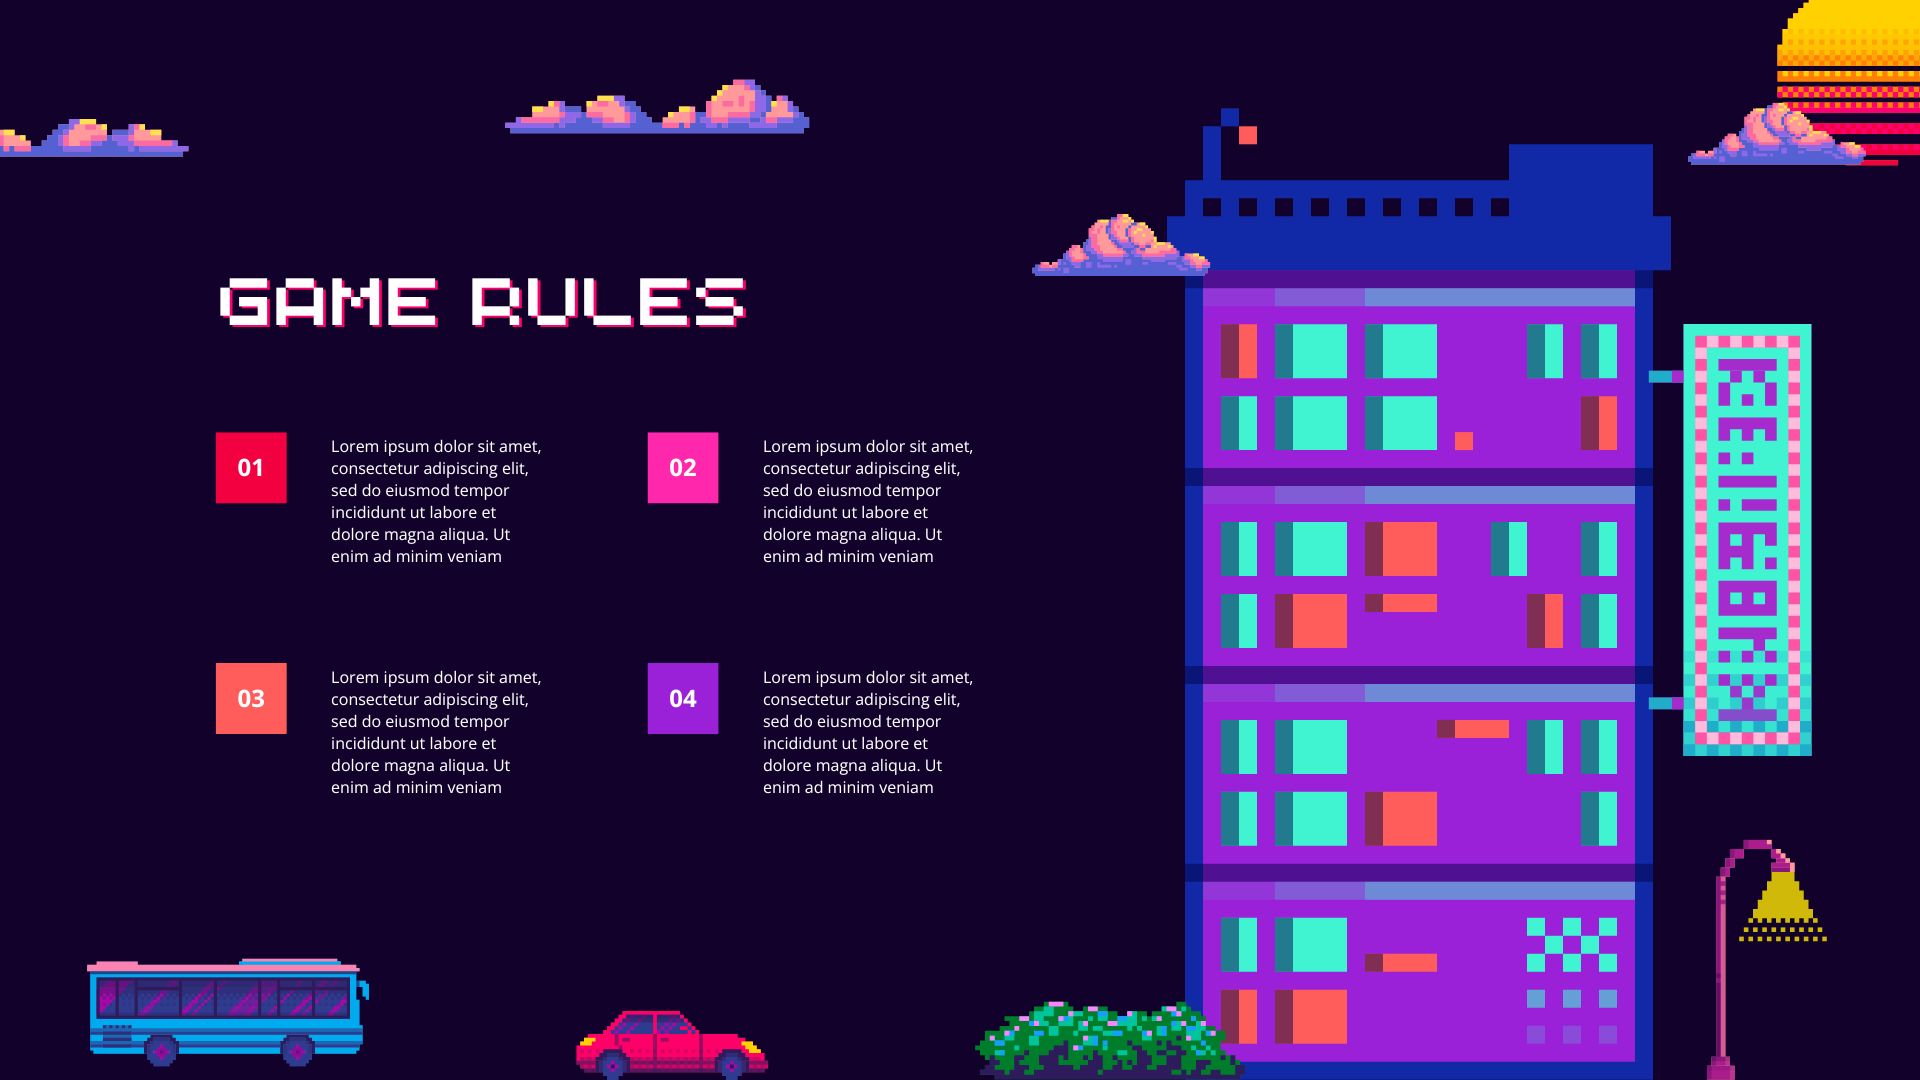 GAME RULES
01
Lorem ipsum dolor sit amet,
consectetur adipiscing elit,
sed do eiusmod tempor
incididunt ut labore et
dolore magna aliqua. Ut
enim ad minim veniam
02
Lorem ipsum dolor sit amet,
consectetur adipiscing elit,
sed do eiusmod tempor
incididunt ut labore et
dolore magna aliqua. Ut
enim ad minim veniam
03
Lorem ipsum dolor sit amet,
consectetur adipiscing elit,
sed do eiusmod tempor
incididunt ut labore et
dolore magna aliqua. Ut
enim ad minim veniam
04
Lorem ipsum dolor sit amet,
consectetur adipiscing elit,
sed do eiusmod tempor
incididunt ut labore et
dolore magna aliqua. Ut
enim ad minim veniam